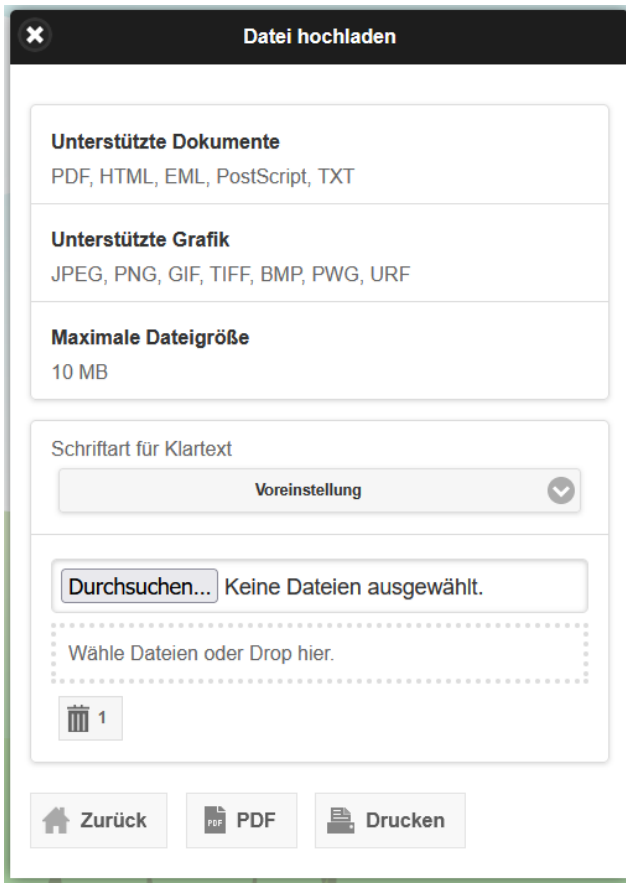 Datei hochladen
Unterstützte Dokumente
PDF, HTML, EML, PostScript, TXT
Unterstützte Grafik
JPEG, PNG, GIF, TIFF, BMP, PWG, URF
Maximale Dateigröße
10 MB
Schriftart für Klartext
Voreinstellung
Durchsuchen... Keine Dateien ausgewählt.
Wähle Dateien oder Drop hier.
1
Zurück PDF PDF Drucken